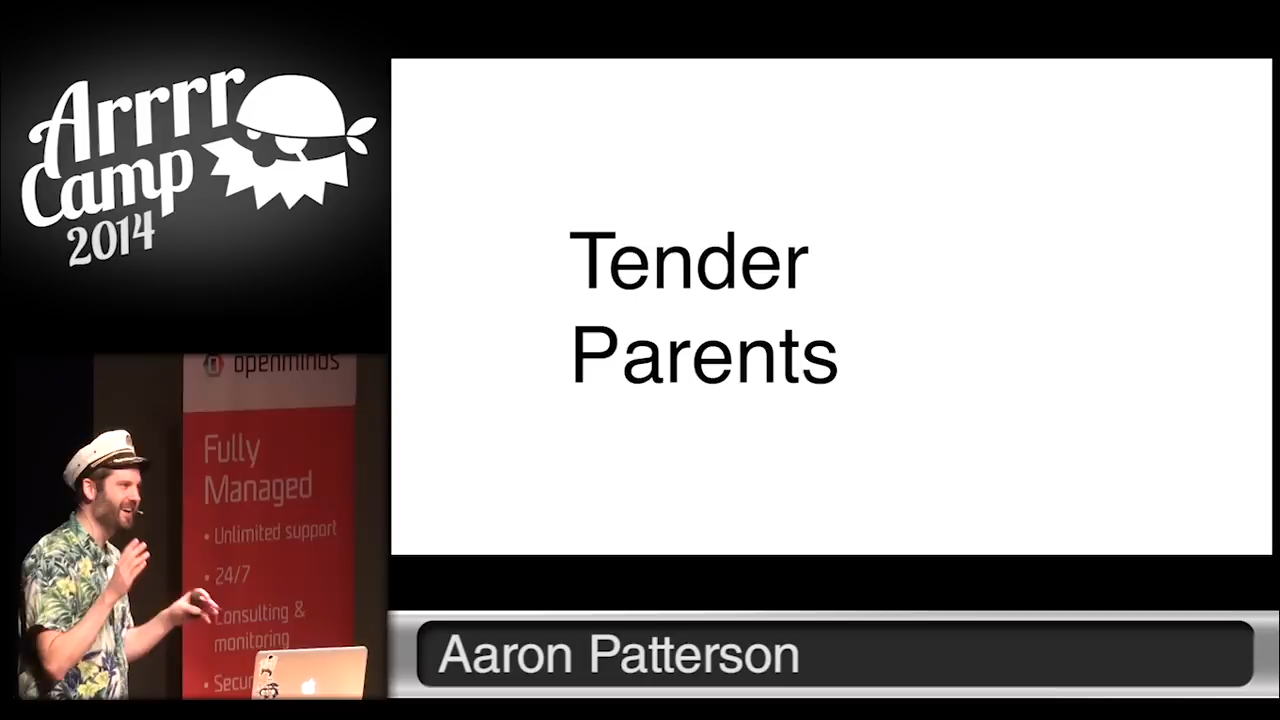 Arrrr
Camp
2014
Tender
Parents
openminds
Fully
Managed
• Unlimited support
• 24/7
• Consulting &
monitoring
Aaron Patterson